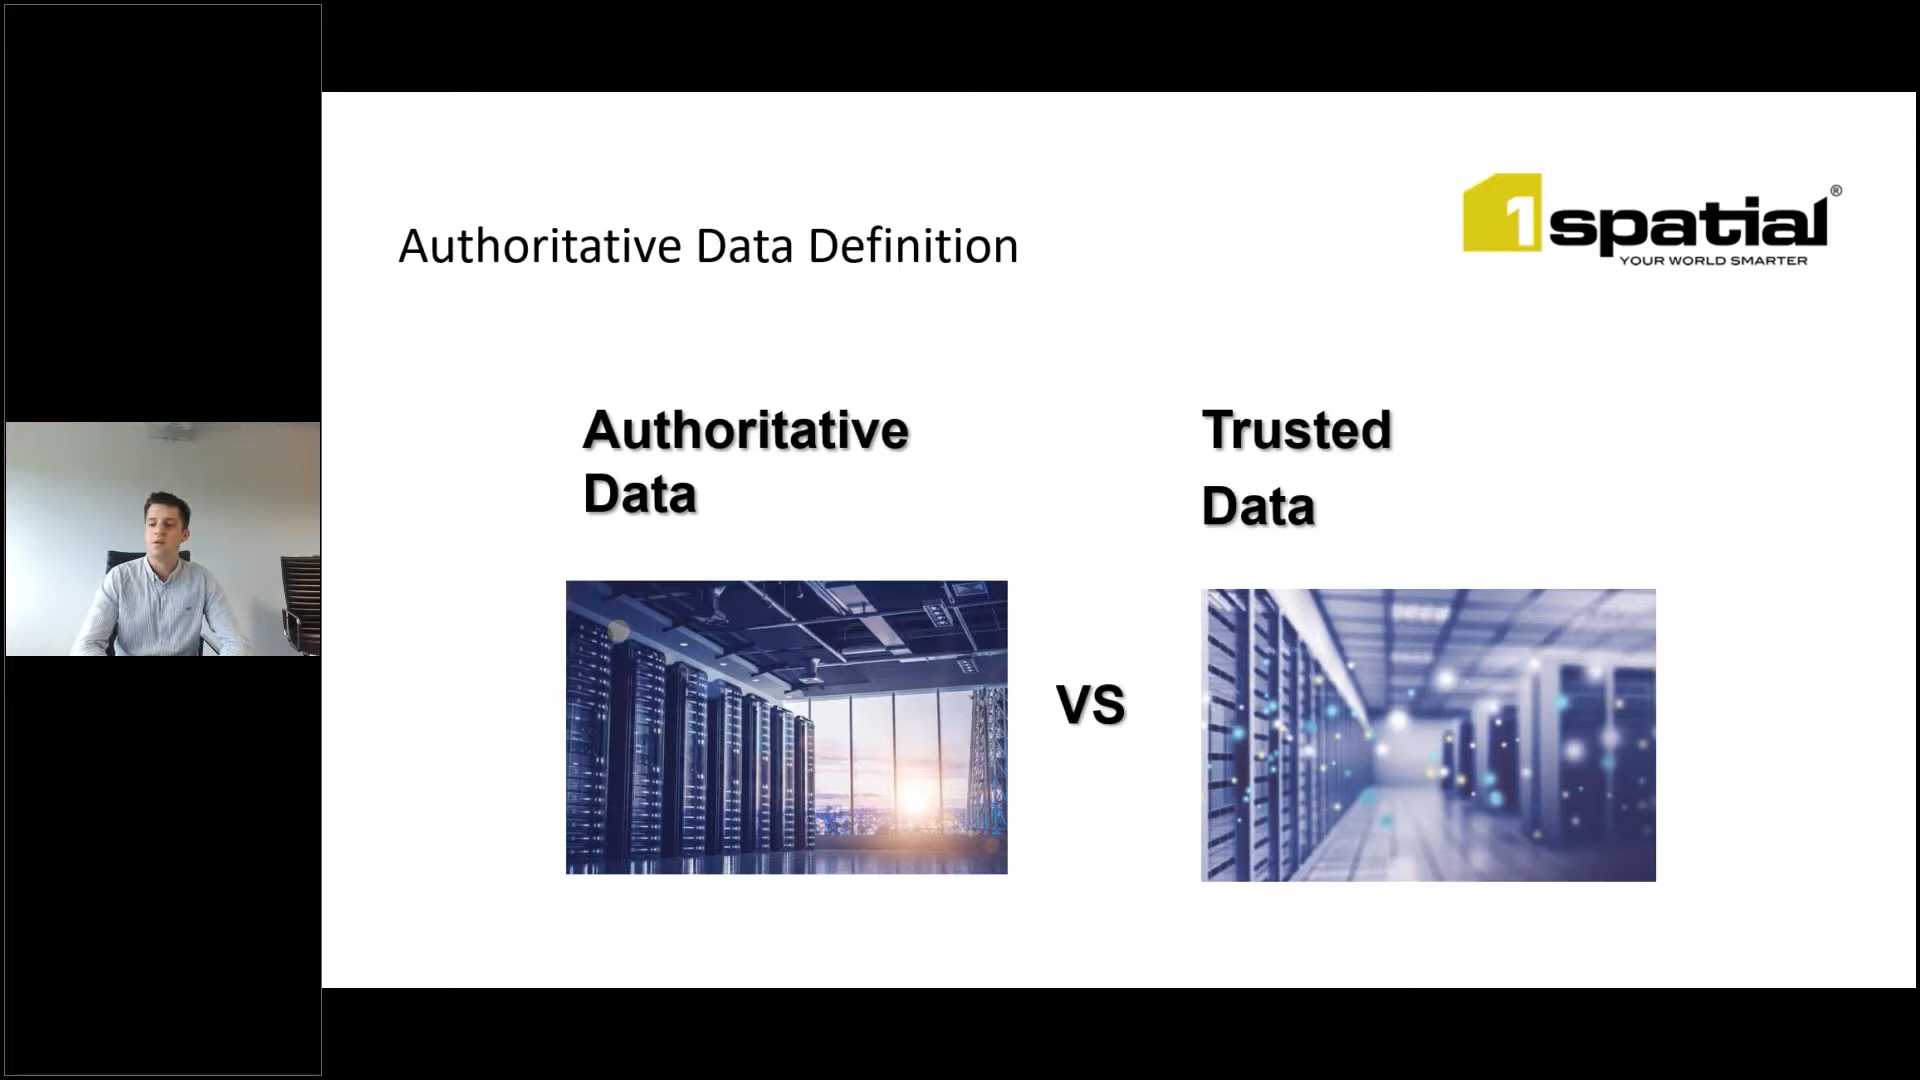 Authoritative Data Definition
1spatial®
YOUR WORLD SMARTER
Authoritative
Data
Trusted
Data
VS